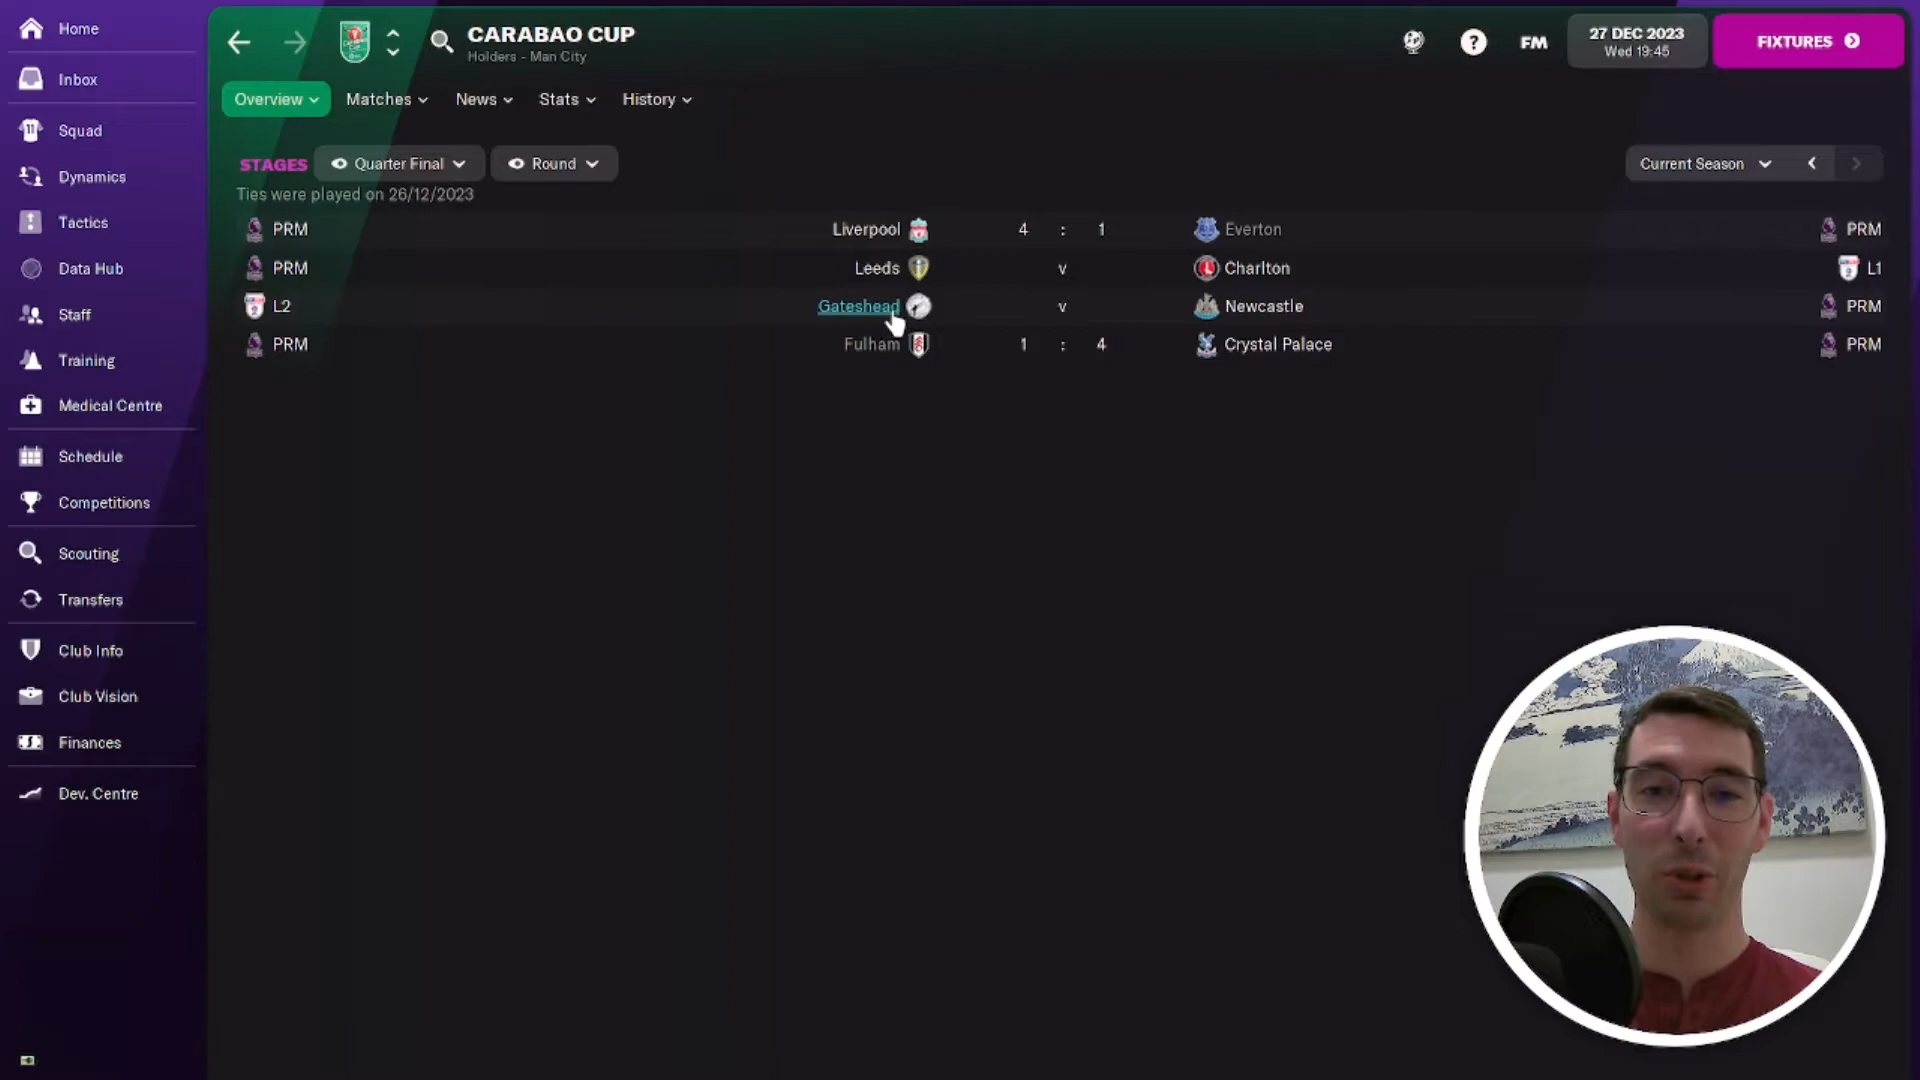 Home
Inbox
Squad
Dynamics
Tactics
Data Hub
Staff
Training
Medical Centre
Schedule
Competitions
Scouting
Transfers
Club Info
Club Vision
Finances
Dev. Centre
CARABAO CUP
Holders - Man City
?
FM
27 DEC 2023
Wed 19:45
FIXTURES
Overview
Matches
News
Stats
History
STAGES
Quarter Final
Round
Current Season
Ties were played on 26/12/2023
PRM Liverpool 4 : 1 Everton PRM
PRM Leeds v Charlton L1
L2 Gateshead v Newcastle PRM
PRM Fulham 1 : 4 Crystal Palace PRM